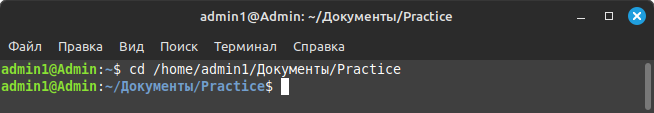 admin1@Admin: ~/Документы/Practice
Файл Правка Вид Поиск Терминал Справка
admin1@Admin:~$ cd /home/admin1/Документы/Practice
admin1@Admin:~/Документы/Practice$